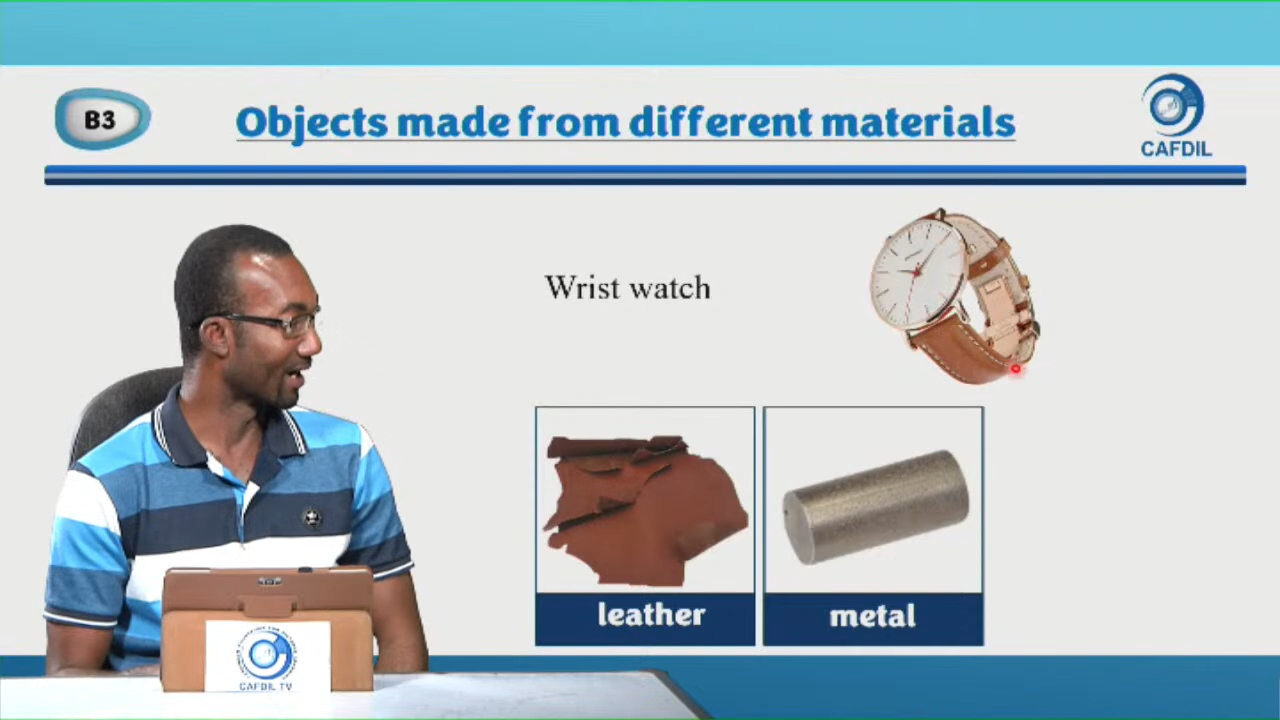 B3
Objects made from different materials
CAFDIL
Wrist watch
leather
metal
CAFDIL TV